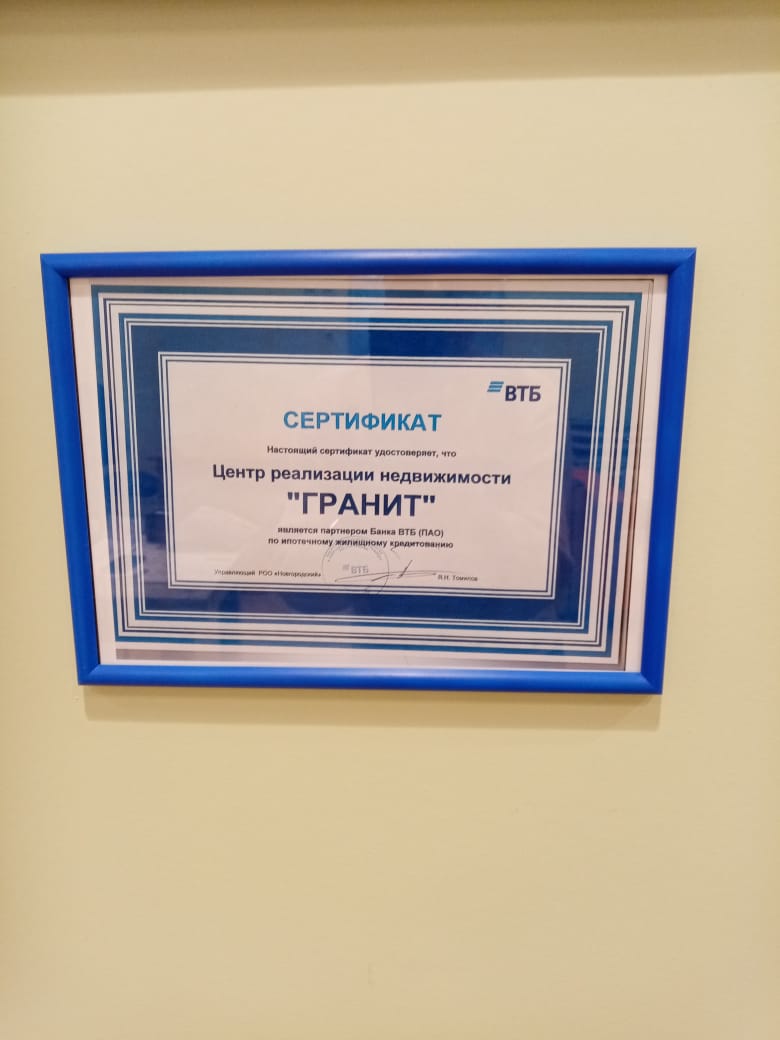 ВТБ
СЕРТИФИКАТ
Настоящий сертификат удостоверяет, что
Центр реализации недвижимости
"ГРАНИТ"
является партнером Банка ВТБ (ПАО)
по ипотечному жилищному кредитованию
ВТБ
Управляющий РОО «Новгородский» Я.Н. Томилов